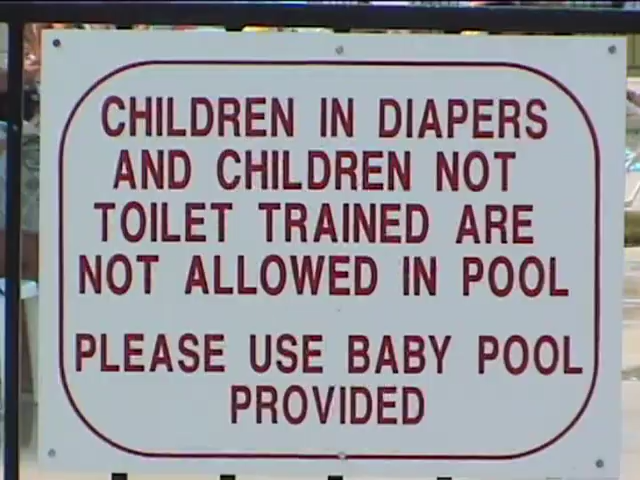 CHILDREN IN DIAPERS
AND CHILDREN NOT
TOILET TRAINED ARE
NOT ALLOWED IN POOL
PLEASE USE BABY POOL
PROVIDED